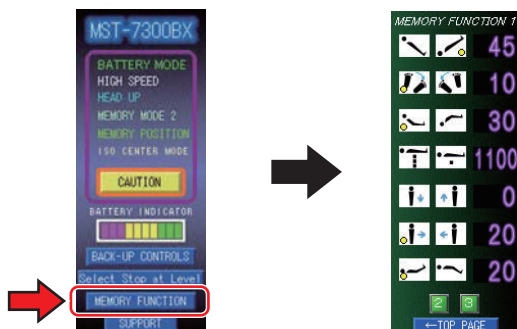 MST-7300BX
BATTERY MODE
HIGH SPEED
HEAD UP
MEMORY MODE 2
MEMORY POSITION
ISO CENTER MODE
CAUTION
BATTERY INDICATOR
BACK-UP CONTROLS
Select Stop at Level
MEMORY FUNCTION
SUPPORT
MEMORY FUNCTION 1
45
10
30
1100
0
20
20
2 3
←TOP PAGE